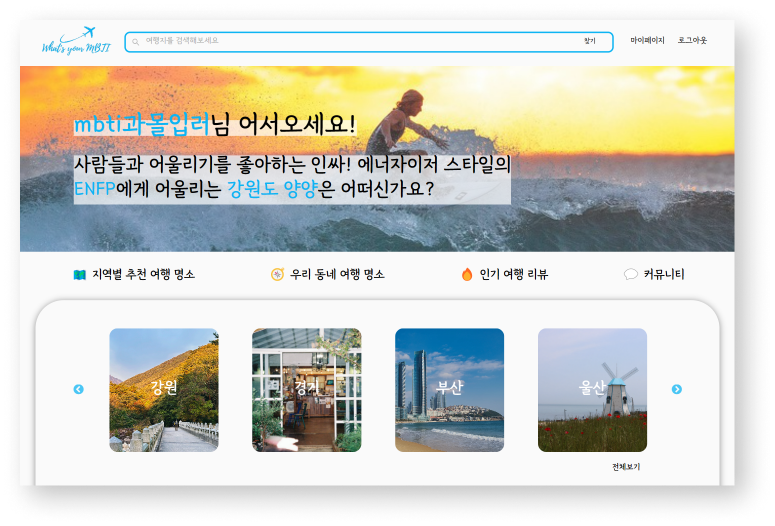 What's your MBTI
여행지를 검색해보세요
찾기
마이페이지
로그아웃
mbti과몰입러님 어서오세요!
사람들과 어울리기를 좋아하는 인싸! 에너자이저 스타일의
ENFP에게 어울리는 강원도 양양은 어떠신가요?
지역별 추천 여행 명소
우리 동네 여행 명소
인기 여행 리뷰
커뮤니티
강원
경기
부산
울산
전체보기